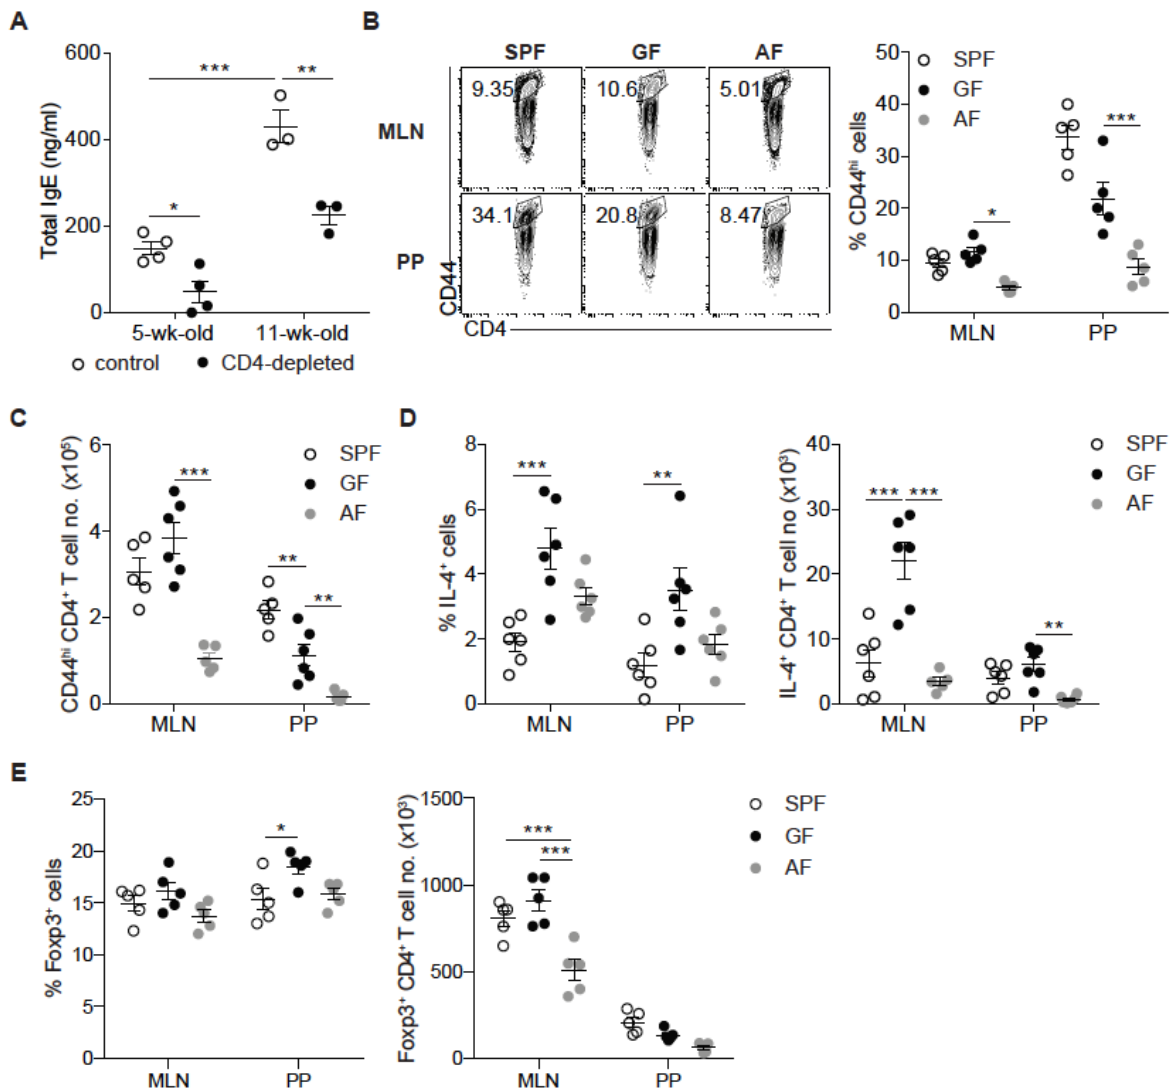 A
600
400
200
0
Total IgE (ng/ml)
***
**
*
5-wk-old
11-wk-old
control
CD4-depleted
B
SPF
GF
AF
MLN
9.35
10.6
5.01
PP
34.1
20.8
8.47
CD44
CD4
50
40
30
20
10
0
% CD44hi cells
SPF
GF
AF
***
*
MLN
PP
C
6
4
2
0
CD44hi CD4+ T cell no. (x10⁵)
SPF
GF
AF
***
**
**
MLN
PP
D
8
6
4
2
0
% IL-4+ cells
***
**
MLN
PP
40
30
20
10
0
IL-4+ CD4+ T cell no (x10³)
SPF
GF
AF
***
***
**
MLN
PP
E
25
20
15
10
5
0
% Foxp3+ cells
*
MLN
PP
1500
1000
500
0
Foxp3+ CD4+ T cell no. (x10³)
***
***
MLN
PP
SPF
GF
AF